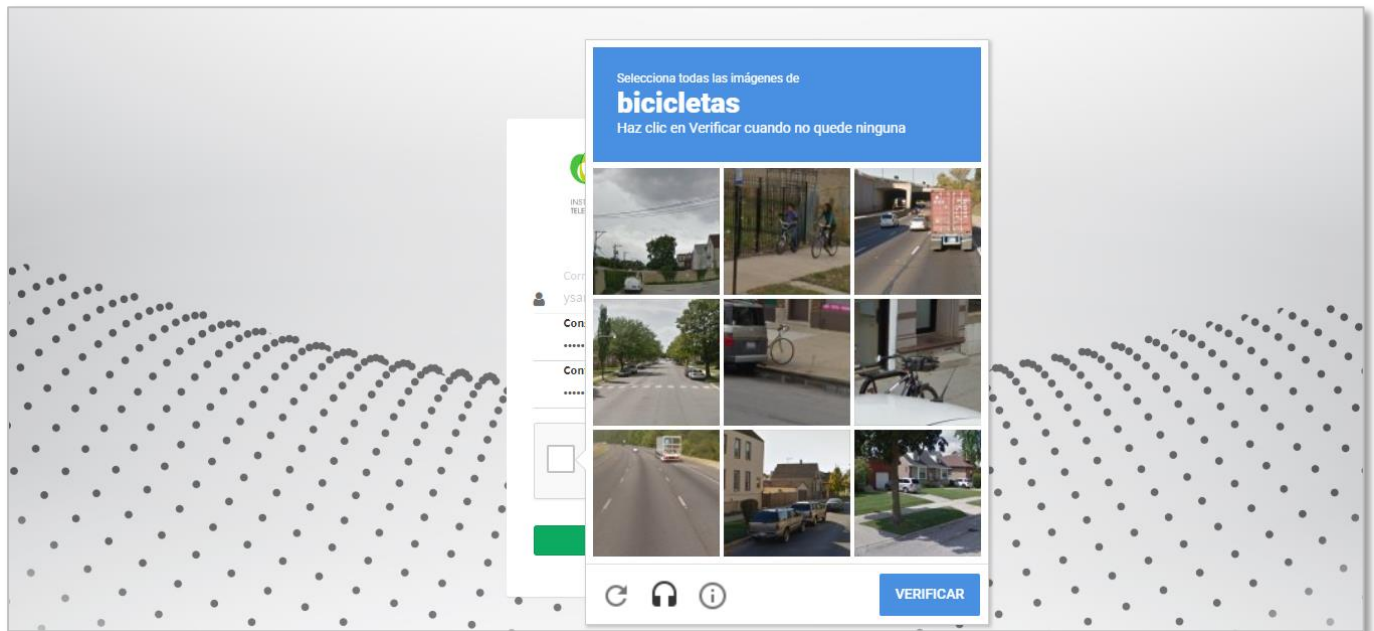 Selecciona todas las imágenes de
bicicletas
Haz clic en Verificar cuando no quede ninguna
VERIFICAR